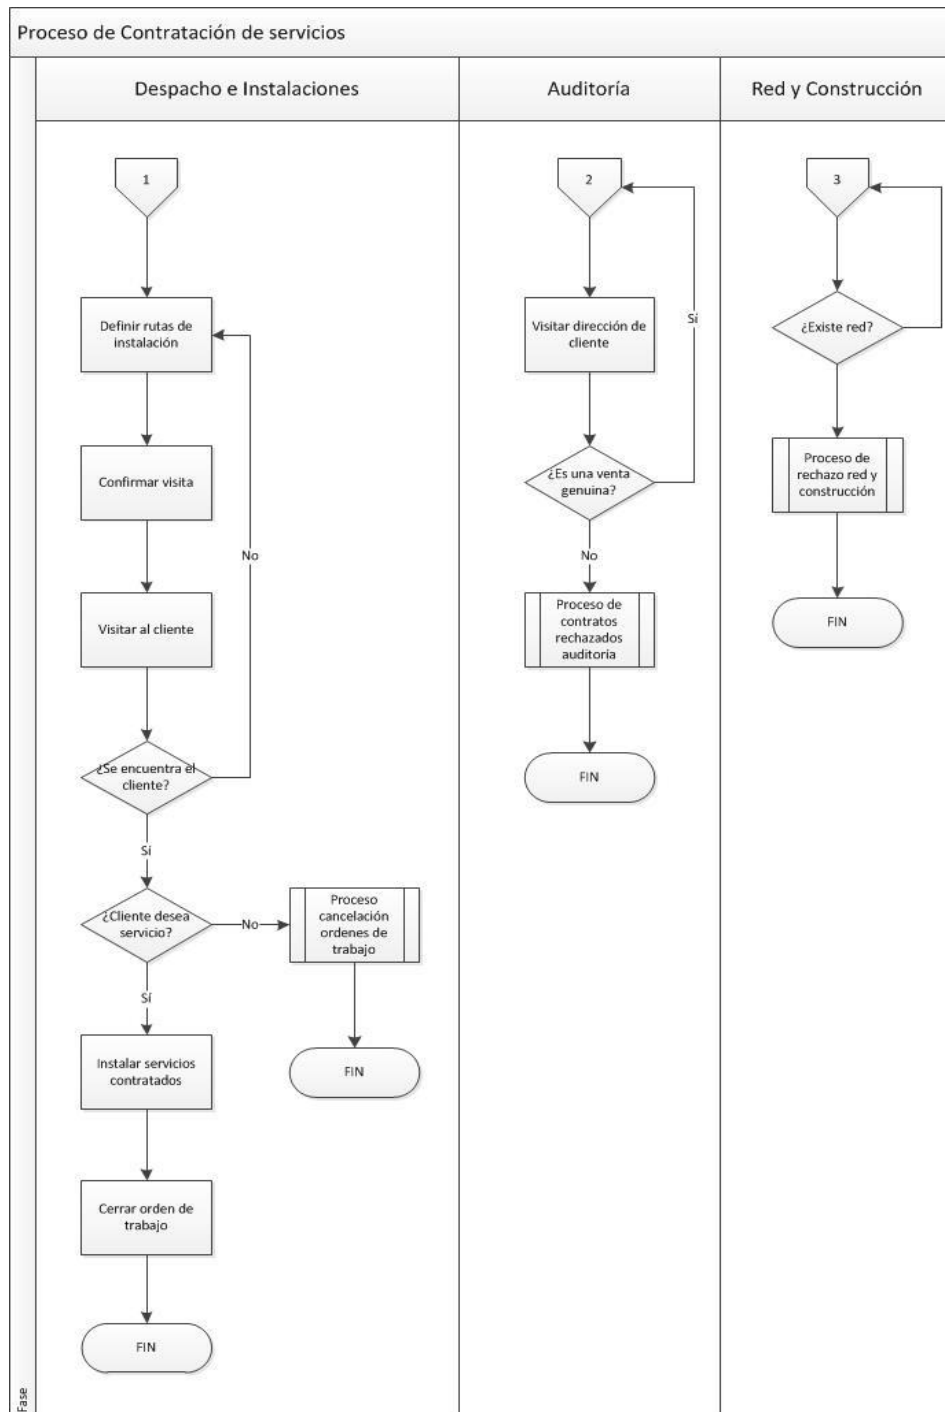 Proceso de Contratación de servicios
Despacho e Instalaciones
Auditoría
Red y Construcción
1
Definir rutas de
instalación
Confirmar visita
No
Visitar al cliente
¿Se encuentra el
cliente?
Si
¿Cliente desea
servicio?
No
Proceso
cancelación
ordenes de
trabajo
FIN
Sí
Instalar servicios
contratados
Cerrar orden de
trabajo
FIN
2
Visitar dirección de
cliente
Sí
¿Es una venta
genuina?
No
Proceso de
contratos
rechazados
auditoría
FIN
3
¿Existe red?
Proceso de
rechazo red y
construcción
FIN
Fase